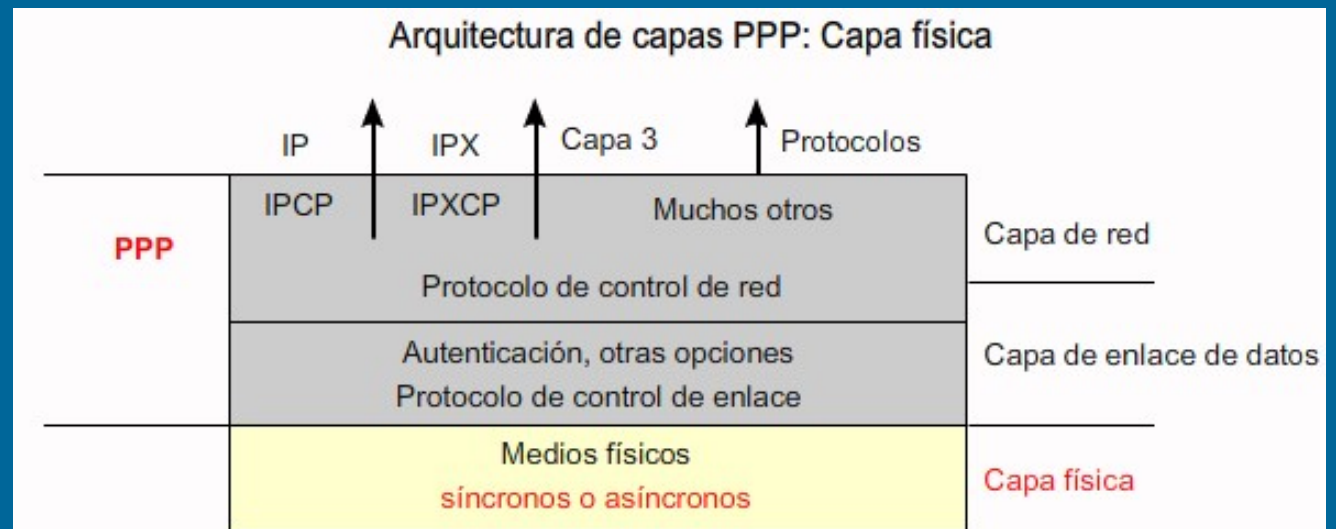 Arquitectura de capas PPP: Capa física
IP IPX Capa 3 Protocolos
IPCP IPXCP Muchos otros
PPP
Capa de red
Protocolo de control de red
Autenticación, otras opciones
Capa de enlace de datos
Protocolo de control de enlace
Medios físicos
síncronos o asíncronos
Capa física